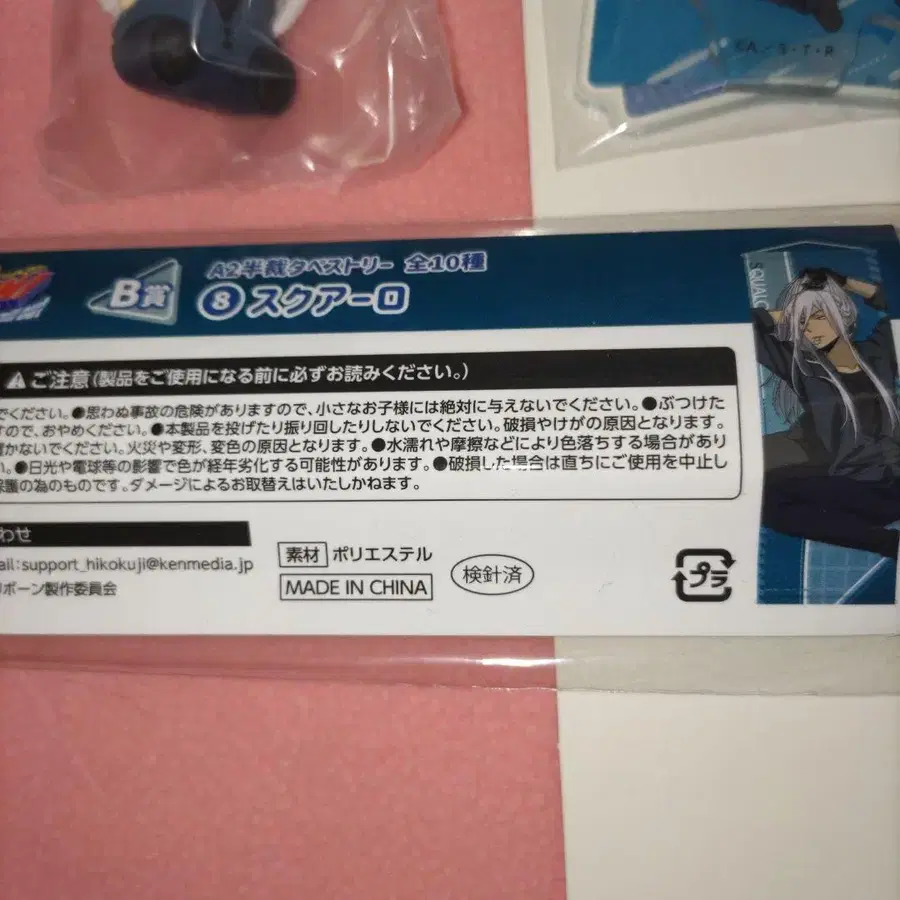 ©A・S・T・R
A2半裁タペストリー 全10種
B賞
⑧ スクアーロ
SQUALO
ご注意(製品をご使用になる前に必ずお読みください。)
でください。●思わぬ事故の危険がありますので、小さなお子様には絶対に与えないでください。●ぶつけた
すので、おやめください。●本製品を投げたり振り回したりしないでください。破損やけがの原因となります。
かないでください。火災や変形、変色の原因となります。●水濡れや摩擦などにより色落ちする場合があり
い。●日光や電球等の影響で色が経年劣化する可能性があります。●破損した場合は直ちにご使用を中止し
保護の為のものです。ダメージによるお取替えはいたしかねます。
わせ
ail:support_hikokuji@kenmedia.jp
リボーン製作委員会
素材 ポリエステル
MADE IN CHINA
検針済
プラ